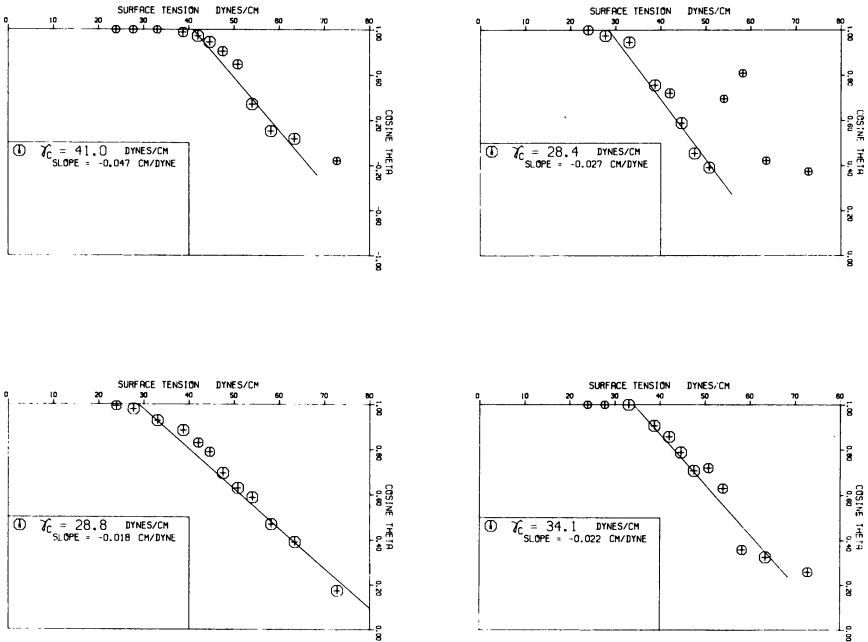 SURFACE TENSION DYNES/CM
0 10 20 30 40 50 60 70 80
1.00
0.60
0.20
-0.20
-0.60
-1.00
COSINE THETA
γC = 41.0 DYNES/CM
SLOPE = -0.047 CM/DYNE
SURFACE TENSION DYNES/CM
0 10 20 30 40 50 60 70 80
1.00
0.80
0.60
0.40
0.20
0.00
COSINE THETA
γC = 28.4 DYNES/CM
SLOPE = -0.027 CM/DYNE
SURFACE TENSION DYNES/CM
0 10 20 30 40 50 60 70 80
1.00
0.80
0.60
0.40
0.20
0.00
COSINE THETA
γC = 28.8 DYNES/CM
SLOPE = -0.018 CM/DYNE
SURFACE TENSION DYNES/CM
0 10 20 30 40 50 60 70 80
1.00
0.80
0.60
0.40
0.20
0.00
COSINE THETA
γC = 34.1 DYNES/CM
SLOPE = -0.022 CM/DYNE